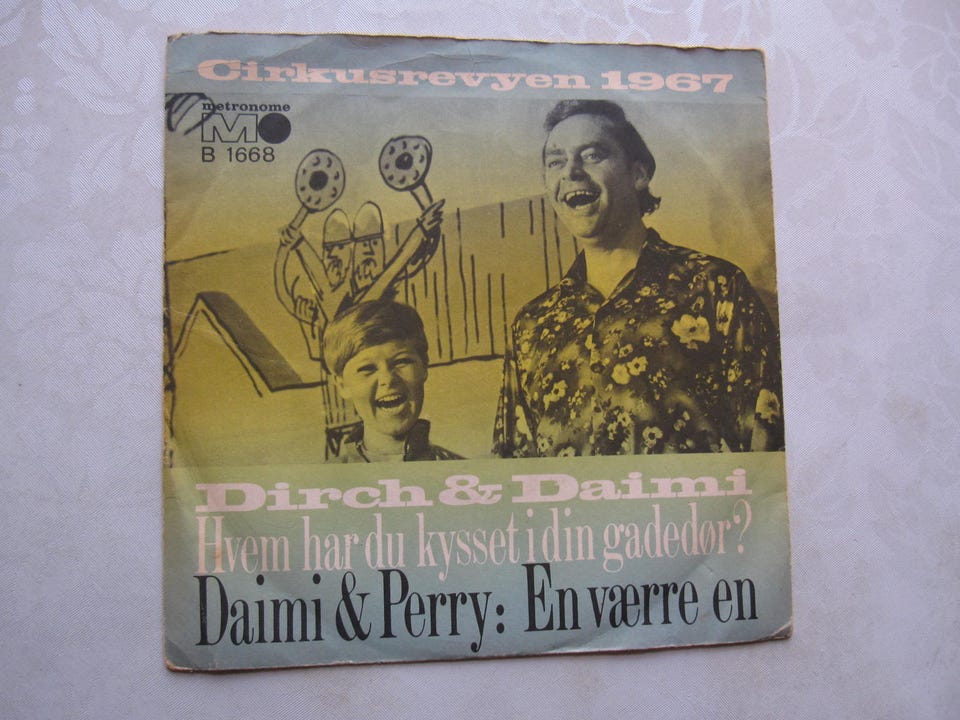 Cirkusrevyen 1967
metronome
M
B 1668
Dirch & Daimi
Hvem har du kysset i din gadedør?
Daimi & Perry: En værre en